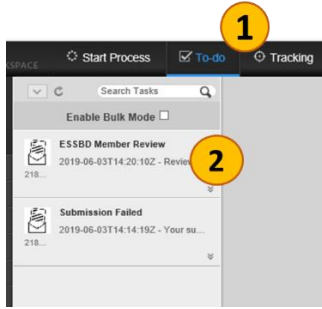 1
KSPACE
Start Process
To-do
Tracking
Search Tasks
Enable Bulk Mode
ESSBD Member Review
2019-06-03T14:20:10Z - Review
2
218...
Submission Failed
2019-06-03T14:14:19Z - Your su...
218...